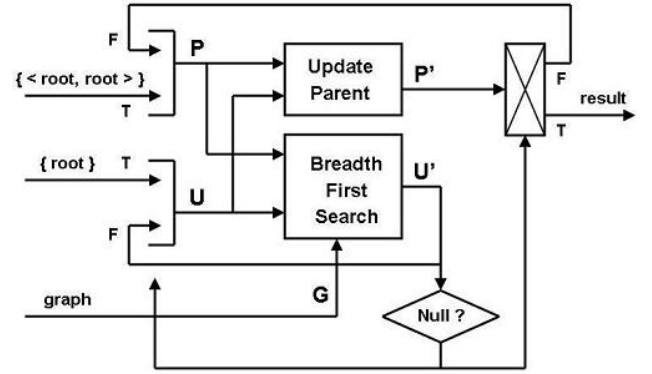 F
P
{ < root, root > }
T
Update
Parent
P'
F
result
T
{ root }
T
U
F
Breadth
First
Search
U'
graph
G
Null ?